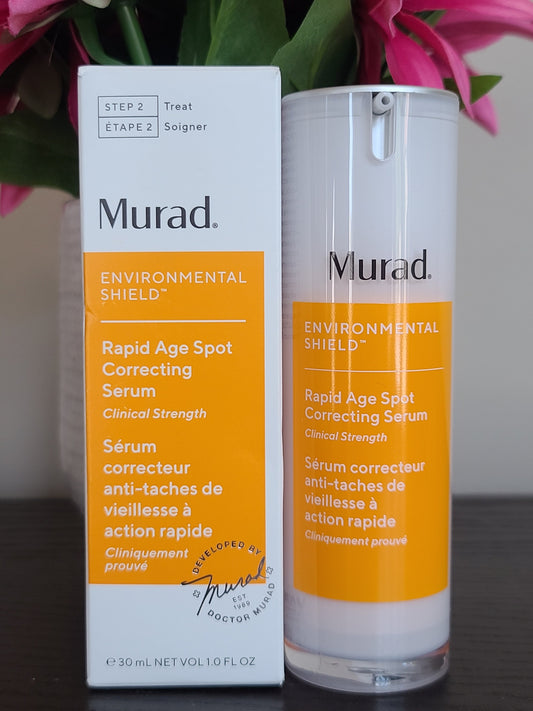 STEP 2 Treat
ÉTAPE 2 Soigner
Murad®
ENVIRONMENTAL
SHIELD™
Rapid Age Spot
Correcting
Serum
Clinical Strength
Sérum
correcteur
anti-taches de
vieillesse à
action rapide
Cliniquement
prouvé
DEVELOPED BY
Murad
EST
1989
DOCTOR MURAD
℮ 30 mL NET VOL 1.0 FL OZ
Murad®
ENVIRONMENTAL
SHIELD™
Rapid Age Spot
Correcting Serum
Clinical Strength
Sérum correcteur
anti-taches de
vieillesse à
action rapide
Cliniquement prouvé